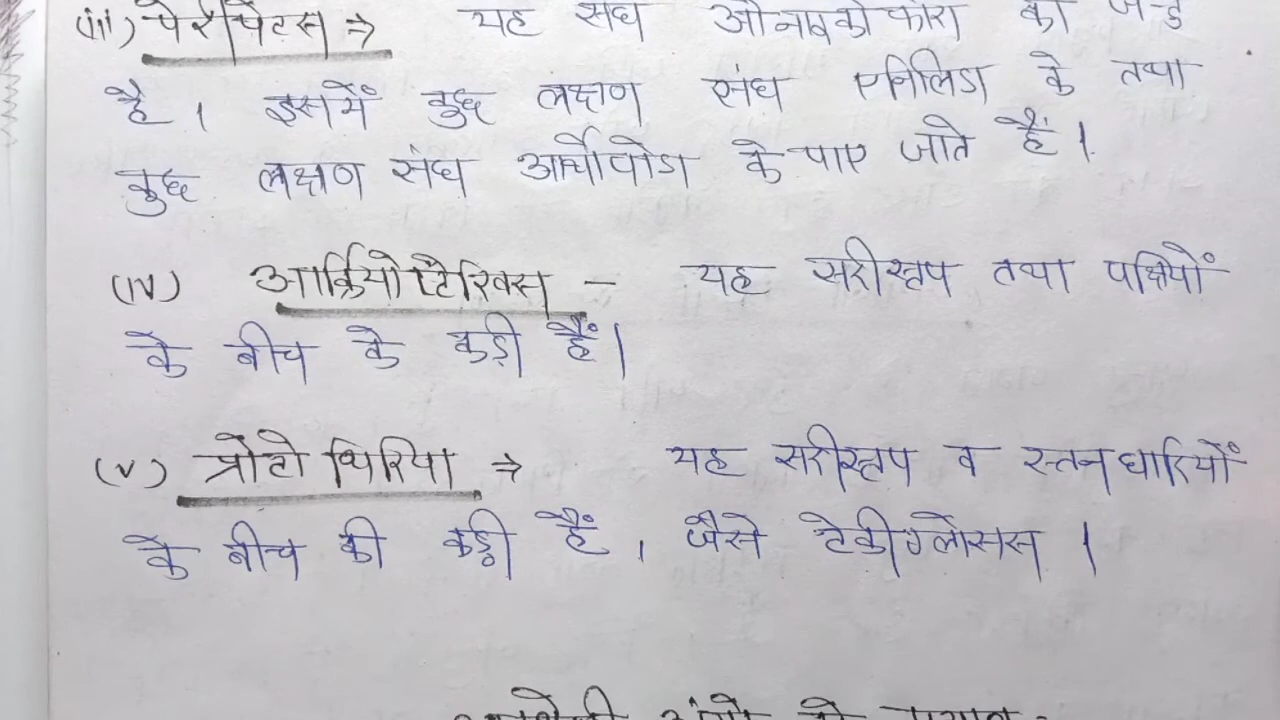 (iii) पेरीपेटस ⇒ यह संघ ओनाइकोफोरा का जन्तु
है। इसमें कुछ लक्षण संघ एनिलिडा के तथा
कुछ लक्षण संघ आर्थोपोडा के पाए जाते हैं।
(iv) आर्कियोप्टैरिक्स - यह सरीसृप तथा पक्षियों
के बीच के कड़ी हैं।
(v) प्रोटोथिरिया ⇒ यह सरीसृप व स्तनधारियों
के बीच की कड़ी हैं, जैसे टेकीग्लोसस।